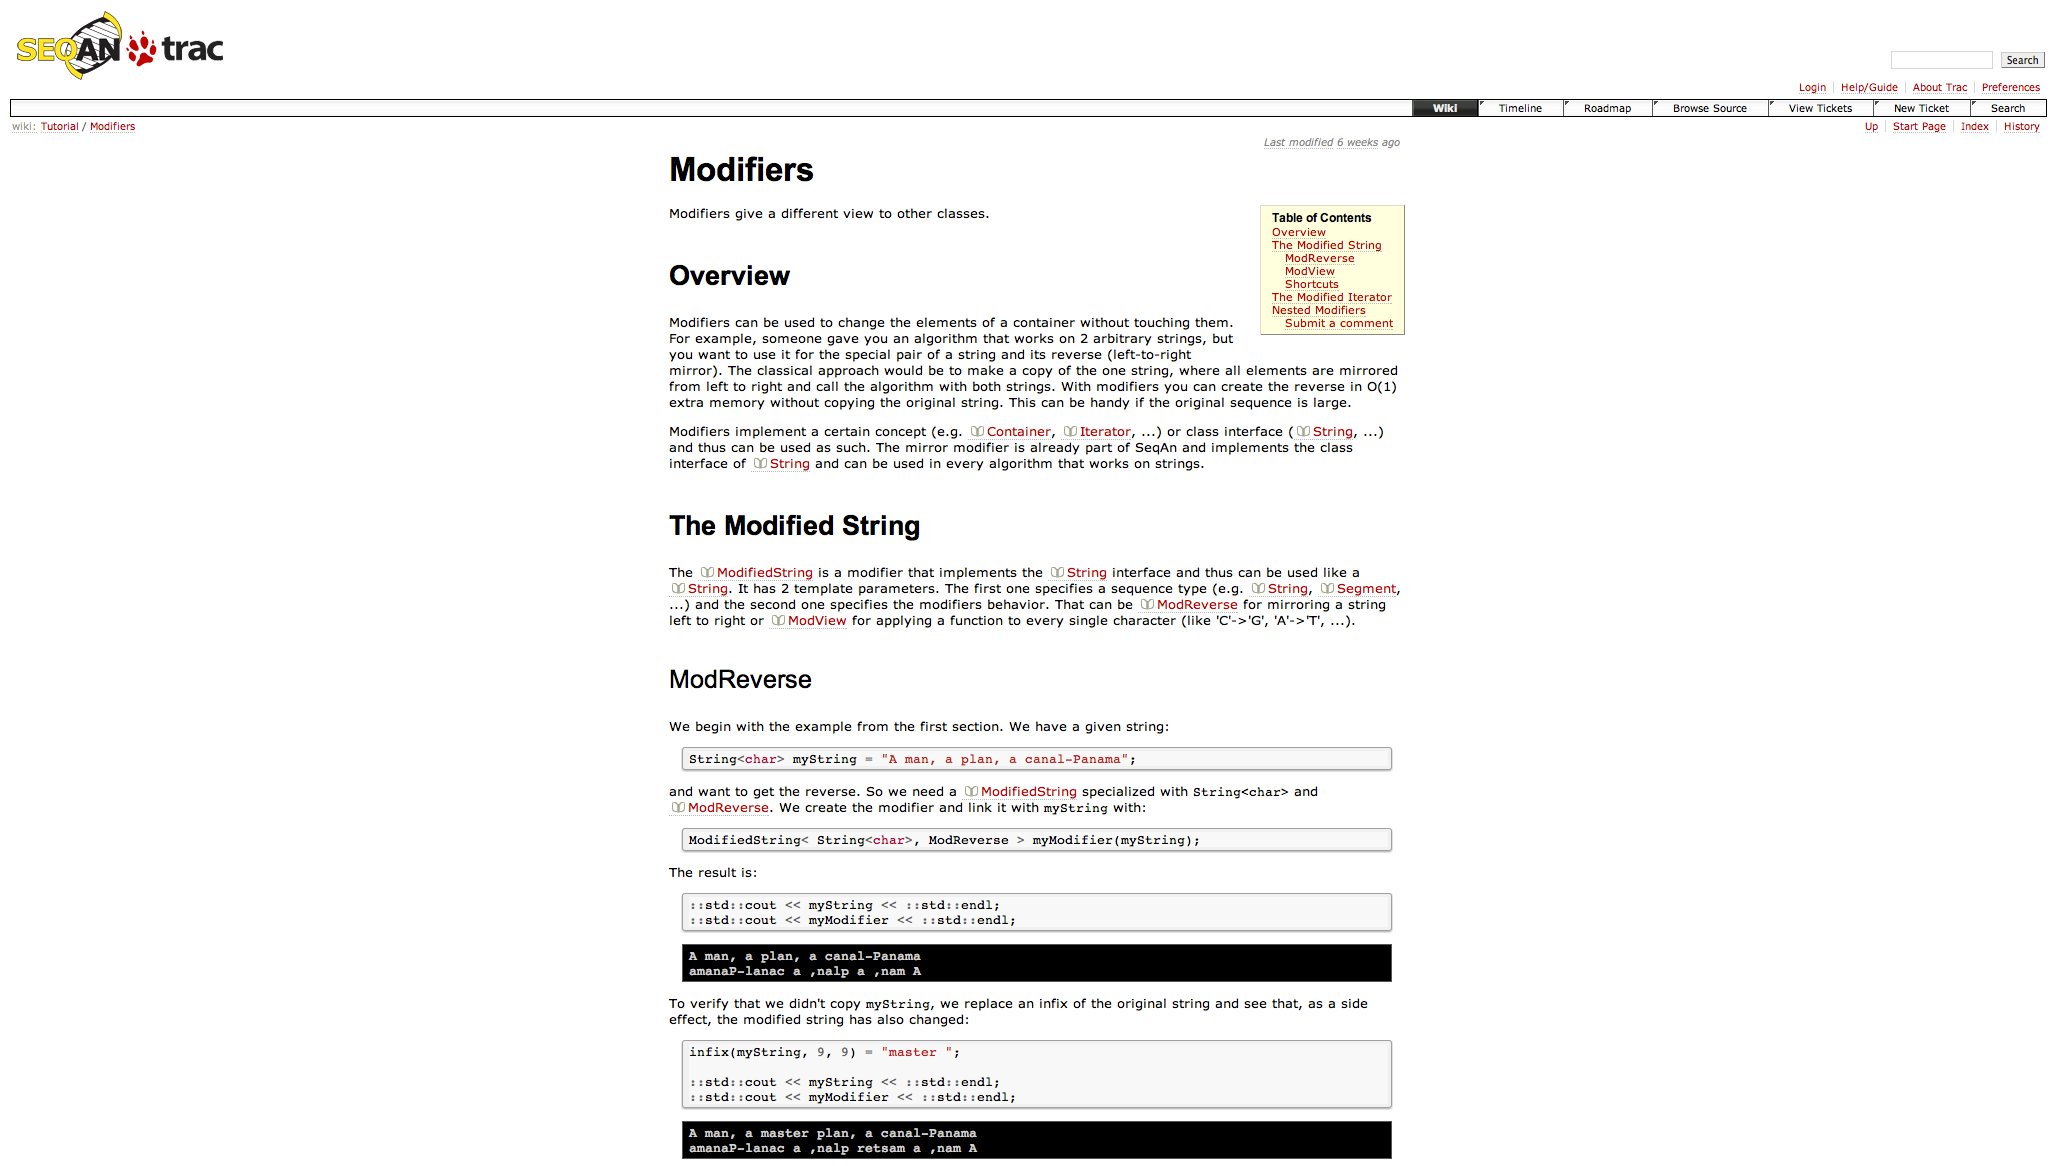 SEQAN trac
Search
Login Help/Guide About Trac Preferences
Wiki Timeline Roadmap Browse Source View Tickets New Ticket Search
wiki: Tutorial / Modifiers
Up Start Page Index History
Last modified 6 weeks ago
Modifiers
Modifiers give a different view to other classes.
Table of Contents
Overview
The Modified String
ModReverse
ModView
Shortcuts
The Modified Iterator
Nested Modifiers
Submit a comment
Overview
Modifiers can be used to change the elements of a container without touching them.
For example, someone gave you an algorithm that works on 2 arbitrary strings, but
you want to use it for the special pair of a string and its reverse (left-to-right
mirror). The classical approach would be to make a copy of the one string, where all elements are mirrored
from left to right and call the algorithm with both strings. With modifiers you can create the reverse in O(1)
extra memory without copying the original string. This can be handy if the original sequence is large.
Modifiers implement a certain concept (e.g. Container, Iterator, ...) or class interface ( String, ...)
and thus can be used as such. The mirror modifier is already part of SeqAn and implements the class
interface of String and can be used in every algorithm that works on strings.
The Modified String
The ModifiedString is a modifier that implements the String interface and thus can be used like a
String. It has 2 template parameters. The first one specifies a sequence type (e.g. String, Segment,
...) and the second one specifies the modifiers behavior. That can be ModReverse for mirroring a string
left to right or ModView for applying a function to every single character (like 'C'->'G', 'A'->'T', ...).
ModReverse
We begin with the example from the first section. We have a given string:
String<char> myString = "A man, a plan, a canal-Panama";
and want to get the reverse. So we need a ModifiedString specialized with String<char> and
ModReverse. We create the modifier and link it with myString with:
ModifiedString< String<char>, ModReverse > myModifier(myString);
The result is:
::std::cout << myString << ::std::endl;
::std::cout << myModifier << ::std::endl;
A man, a plan, a canal-Panama
amanaP-lanac a ,nalp a ,nam A
To verify that we didn't copy myString, we replace an infix of the original string and see that, as a side
effect, the modified string has also changed:
infix(myString, 9, 9) = "master ";
::std::cout << myString << ::std::endl;
::std::cout << myModifier << ::std::endl;
A man, a master plan, a canal-Panama
amanaP-lanac a ,nalp retsam a ,nam A